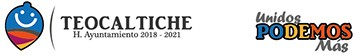 TEOCALTICHE
H. Ayuntamiento 2018 - 2021
Unidos
PODEMOS
Mas